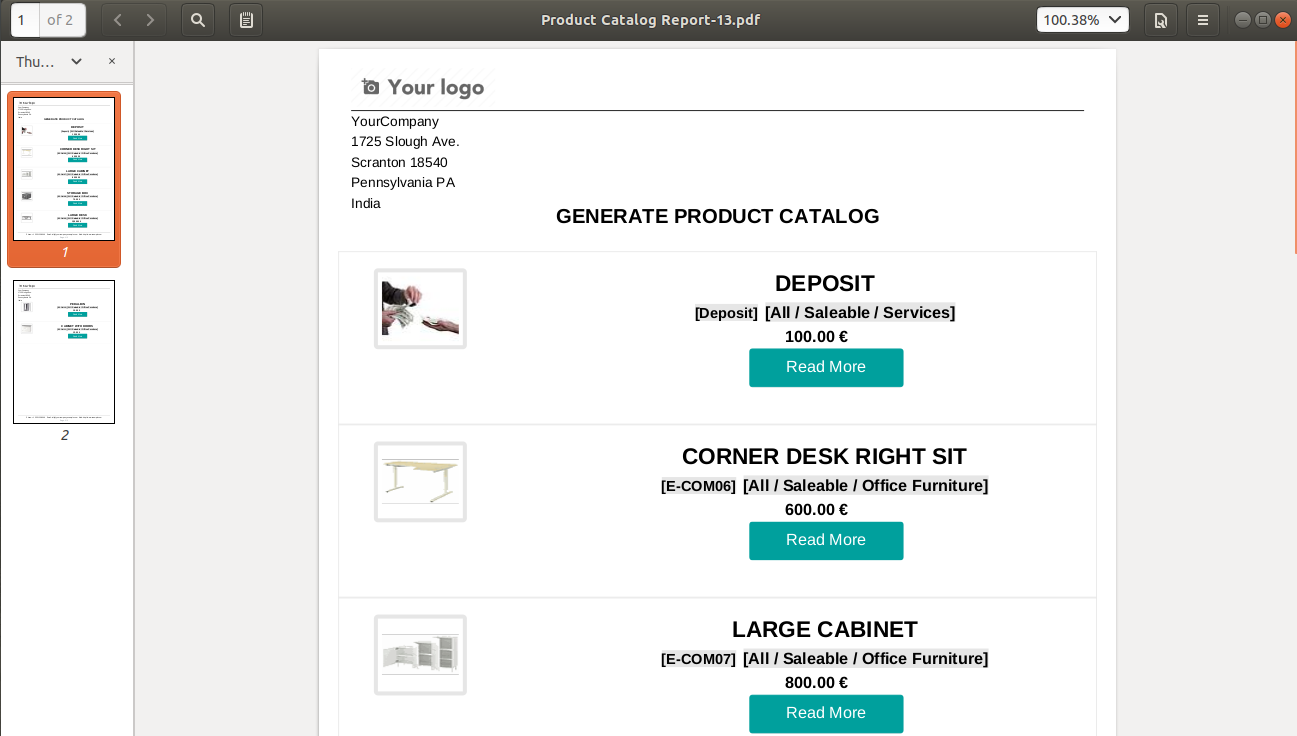 1 of 2
Product Catalog Report-13.pdf
100.38%
Thu...
1
2
Your logo
YourCompany
1725 Slough Ave.
Scranton 18540
Pennsylvania PA
India
GENERATE PRODUCT CATALOG
DEPOSIT
[Deposit] [All / Saleable / Services]
100.00 €
Read More
CORNER DESK RIGHT SIT
[E-COM06] [All / Saleable / Office Furniture]
600.00 €
Read More
LARGE CABINET
[E-COM07] [All / Saleable / Office Furniture]
800.00 €
Read More